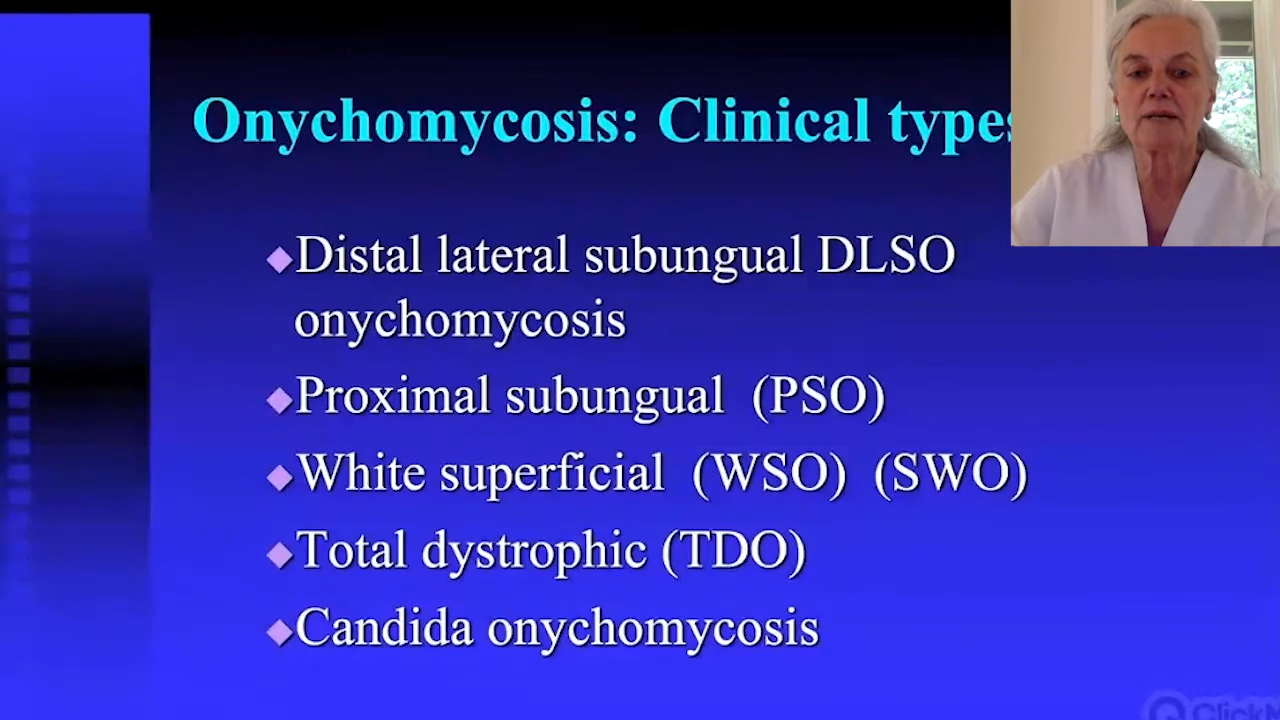 Onychomycosis: Clinical types
Distal lateral subungual DLSO
onychomycosis
Proximal subungual (PSO)
White superficial (WSO) (SWO)
Total dystrophic (TDO)
Candida onychomycosis